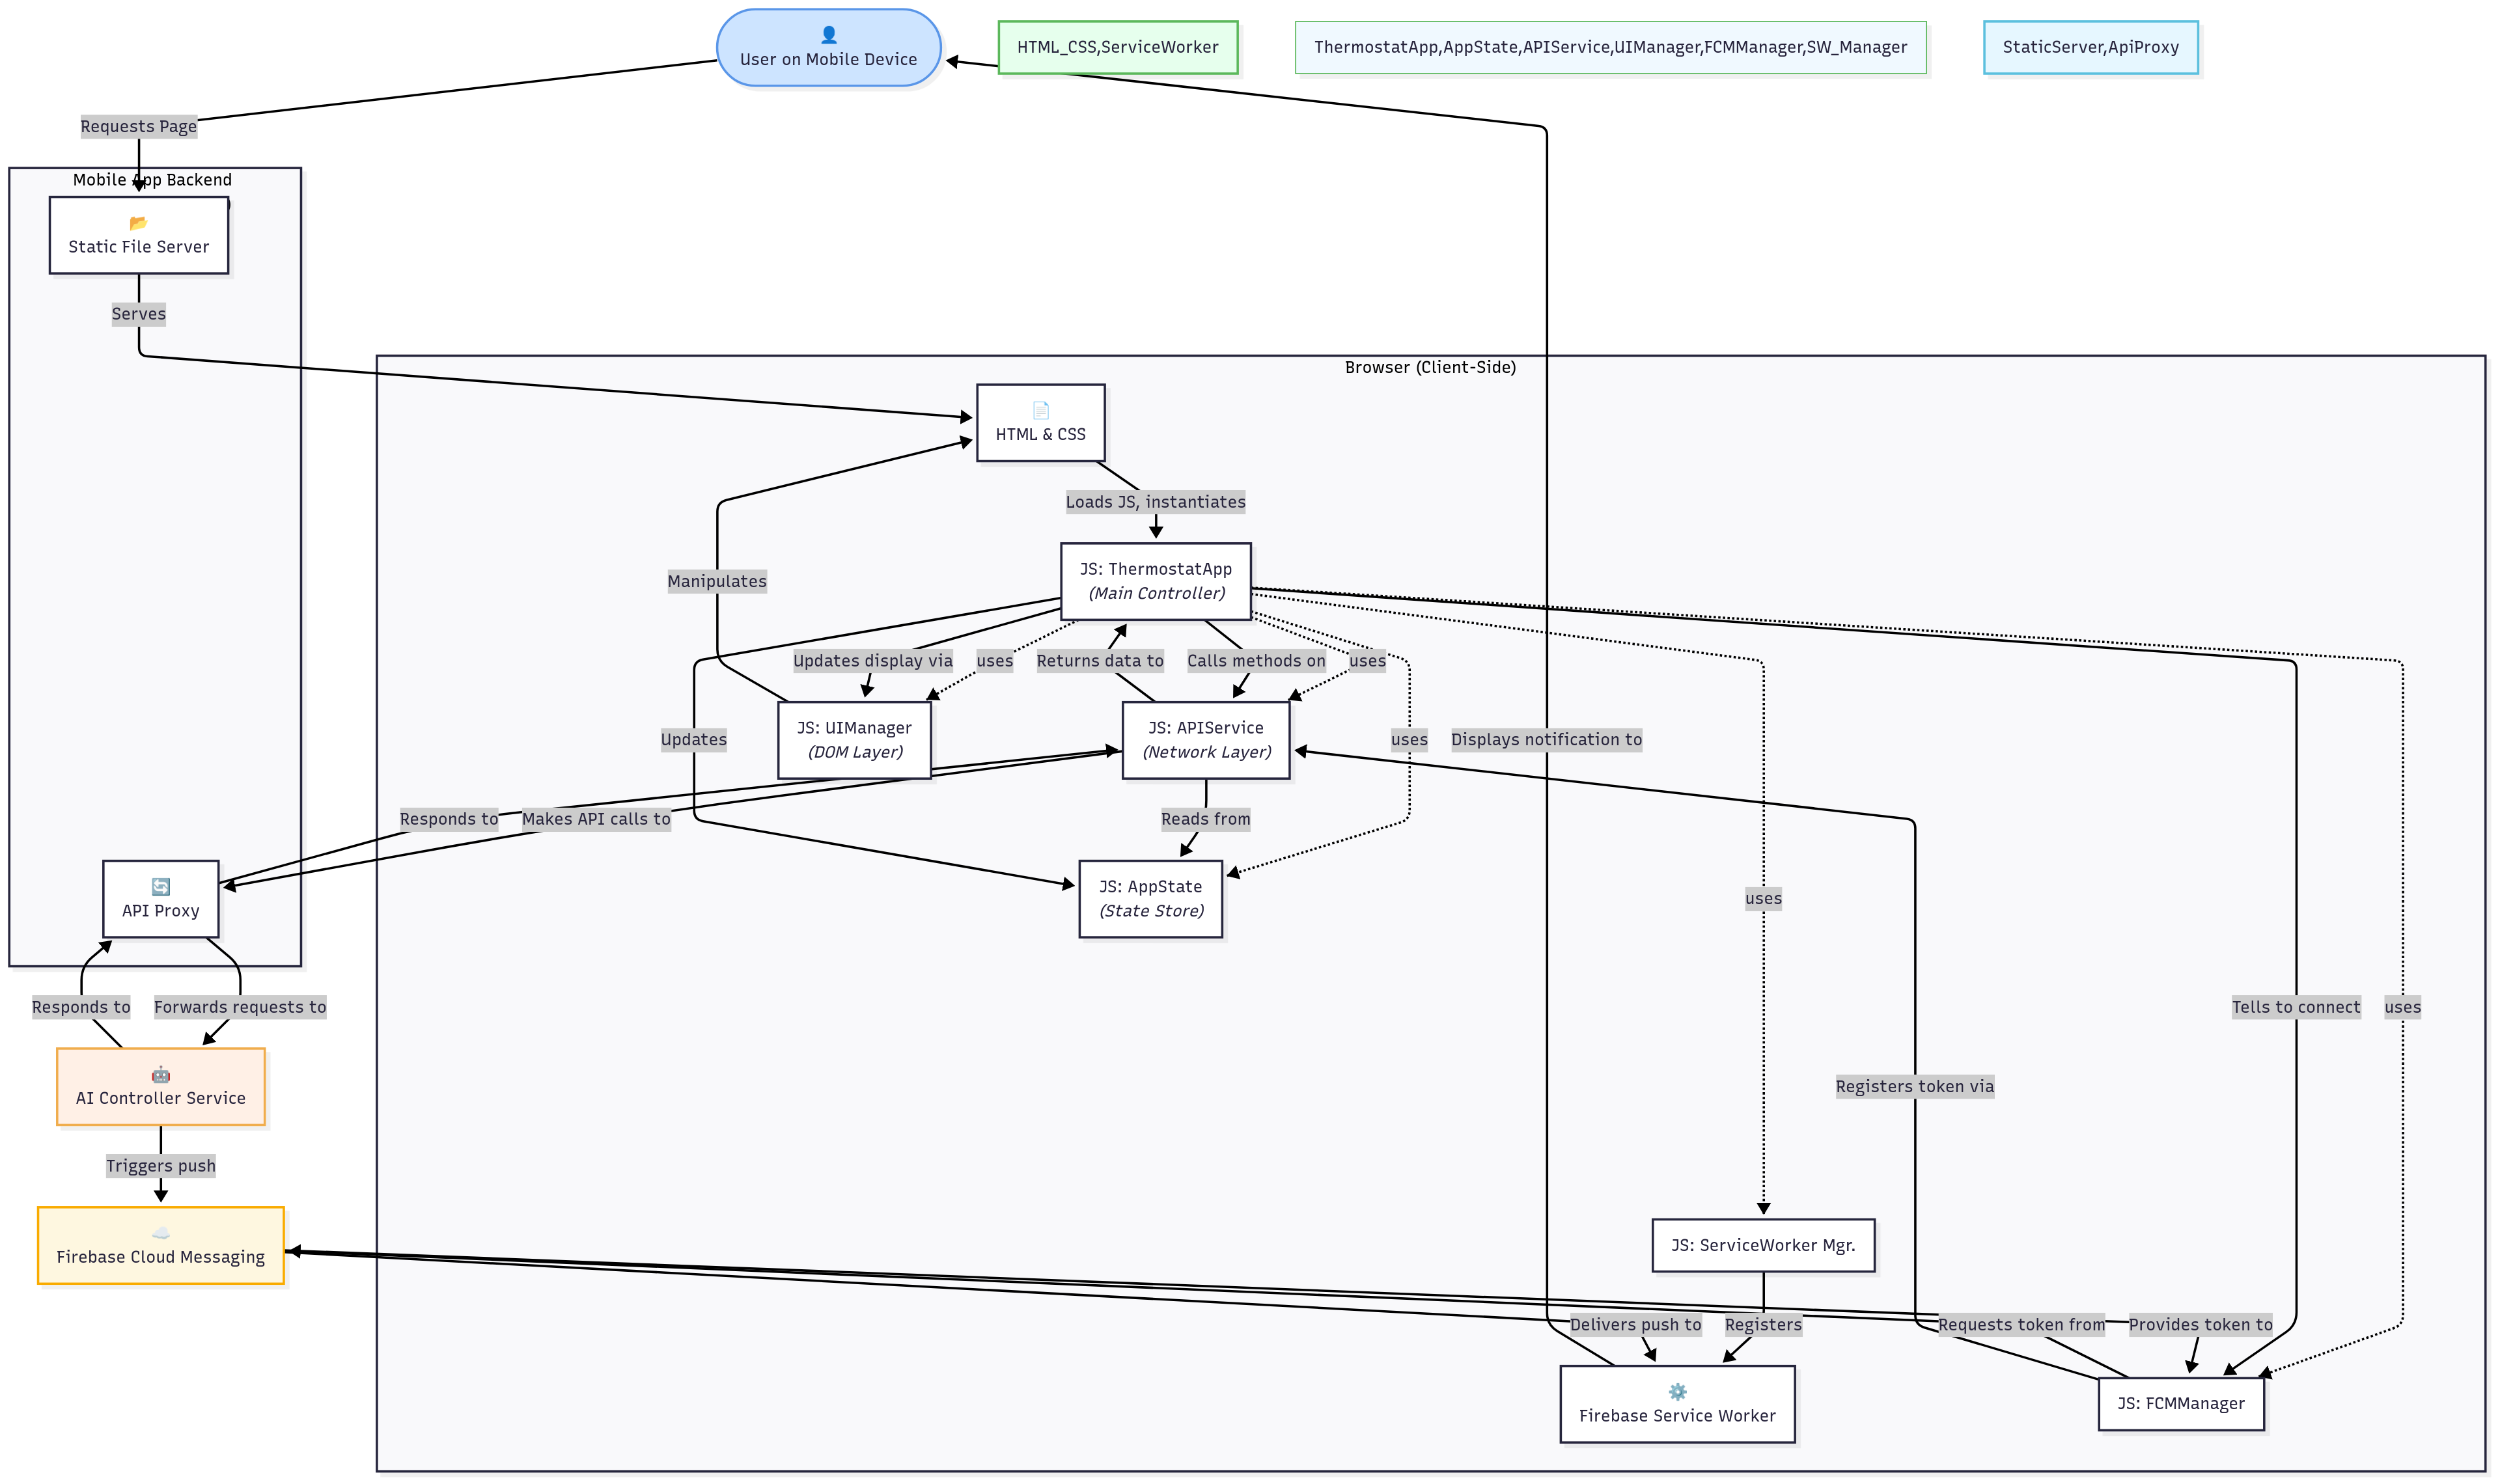 User on Mobile Device
HTML_CSS,ServiceWorker
ThermostatApp,AppState,APIService,UIManager,FCMManager,SW_Manager
StaticServer,ApiProxy
Requests Page
Mobile App Backend
Static File Server
Serves
Browser (Client-Side)
HTML & CSS
Loads JS, instantiates
JS: ThermostatApp
(Main Controller)
Manipulates
Updates display via
uses
Returns data to
Calls methods on
uses
JS: UIManager
(DOM Layer)
JS: APIService
(Network Layer)
Updates
uses
Displays notification to
Responds to
Makes API calls to
Reads from
API Proxy
JS: AppState
(State Store)
uses
Responds to
Forwards requests to
Tells to connect
uses
AI Controller Service
Registers token via
Triggers push
Firebase Cloud Messaging
JS: ServiceWorker Mgr.
Delivers push to
Registers
Requests token from
Provides token to
Firebase Service Worker
JS: FCMManager